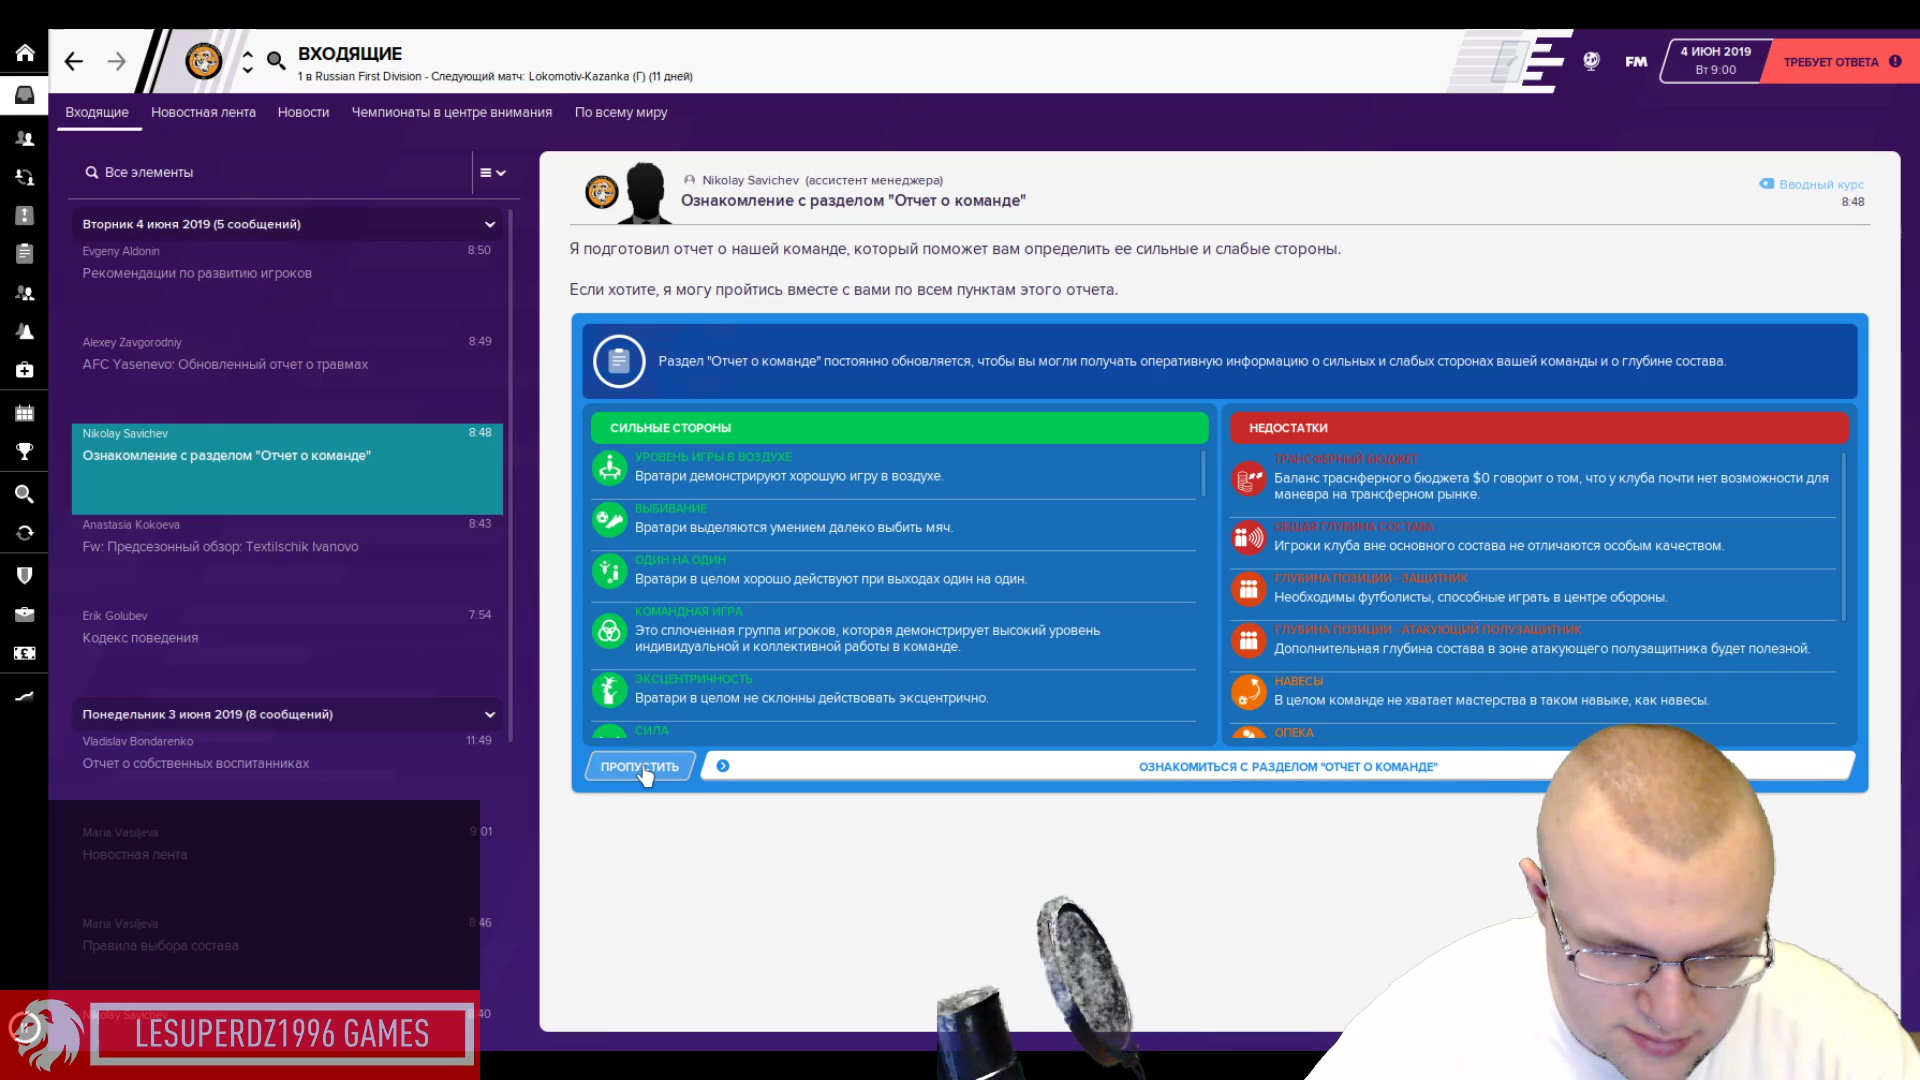 ВХОДЯЩИЕ
1 в Russian First Division - Следующий матч: Lokomotiv-Kazanka (Г) (11 дней)
FM
4 ИЮН 2019
Вт 9:00
ТРЕБУЕТ ОТВЕТА
Входящие
Новостная лента
Новости
Чемпионаты в центре внимания
По всему миру
Все элементы
Вторник 4 июня 2019 (5 сообщений)
Evgeny Aldonin 8:50
Рекомендации по развитию игроков
Alexey Zavgorodniy 8:49
AFC Yasenevo: Обновленный отчет о травмах
Nikolay Savichev 8:48
Ознакомление с разделом "Отчет о команде"
Anastasia Kokoeva 8:43
Fw: Предсезонный обзор: Textilschik Ivanovo
Erik Golubev 7:54
Кодекс поведения
Понедельник 3 июня 2019 (8 сообщений)
Vladislav Bondarenko 11:49
Отчет о собственных воспитанниках
Maria Vasiljeva 9:01
Новостная лента
Maria Vasiljeva 8:46
Правила выбора состава
Nikolay Savichev 8:40
LESUPERDZ1996 GAMES
Nikolay Savichev (ассистент менеджера)
Ознакомление с разделом "Отчет о команде"
Вводный курс
8:48
Я подготовил отчет о нашей команде, который поможет вам определить ее сильные и слабые стороны.
Если хотите, я могу пройтись вместе с вами по всем пунктам этого отчета.
Раздел "Отчет о команде" постоянно обновляется, чтобы вы могли получать оперативную информацию о сильных и слабых сторонах вашей команды и о глубине состава.
СИЛЬНЫЕ СТОРОНЫ
УРОВЕНЬ ИГРЫ В ВОЗДУХЕ
Вратари демонстрируют хорошую игру в воздухе.
ВЫБИВАНИЕ
Вратари выделяются умением далеко выбить мяч.
ОДИН НА ОДИН
Вратари в целом хорошо действуют при выходах один на один.
КОМАНДНАЯ ИГРА
Это сплоченная группа игроков, которая демонстрирует высокий уровень
индивидуальной и коллективной работы в команде.
ЭКСЦЕНТРИЧНОСТЬ
Вратари в целом не склонны действовать эксцентрично.
СИЛА
НЕДОСТАТКИ
ТРАНСФЕРНЫЙ БЮДЖЕТ
Баланс траснферного бюджета $0 говорит о том, что у клуба почти нет возможности для
маневра на трансферном рынке.
ОБЩАЯ ГЛУБИНА СОСТАВА
Игроки клуба вне основного состава не отличаются особым качеством.
ГЛУБИНА ПОЗИЦИИ - ЗАЩИТНИК
Необходимы футболисты, способные играть в центре обороны.
ГЛУБИНА ПОЗИЦИИ - АТАКУЮЩИЙ ПОЛУЗАЩИТНИК
Дополнительная глубина состава в зоне атакующего полузащитника будет полезной.
НАВЕСЫ
В целом команде не хватает мастерства в таком навыке, как навесы.
ОПЕКА
ПРОПУСТИТЬ
ОЗНАКОМИТЬСЯ С РАЗДЕЛОМ "ОТЧЕТ О КОМАНДЕ"